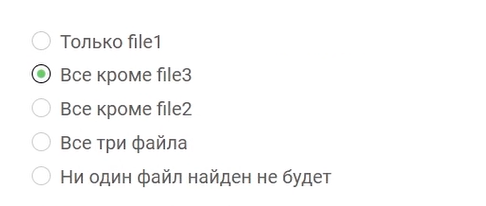 Только file1
Все кроме file3
Все кроме file2
Все три файла
Ни один файл найден не будет